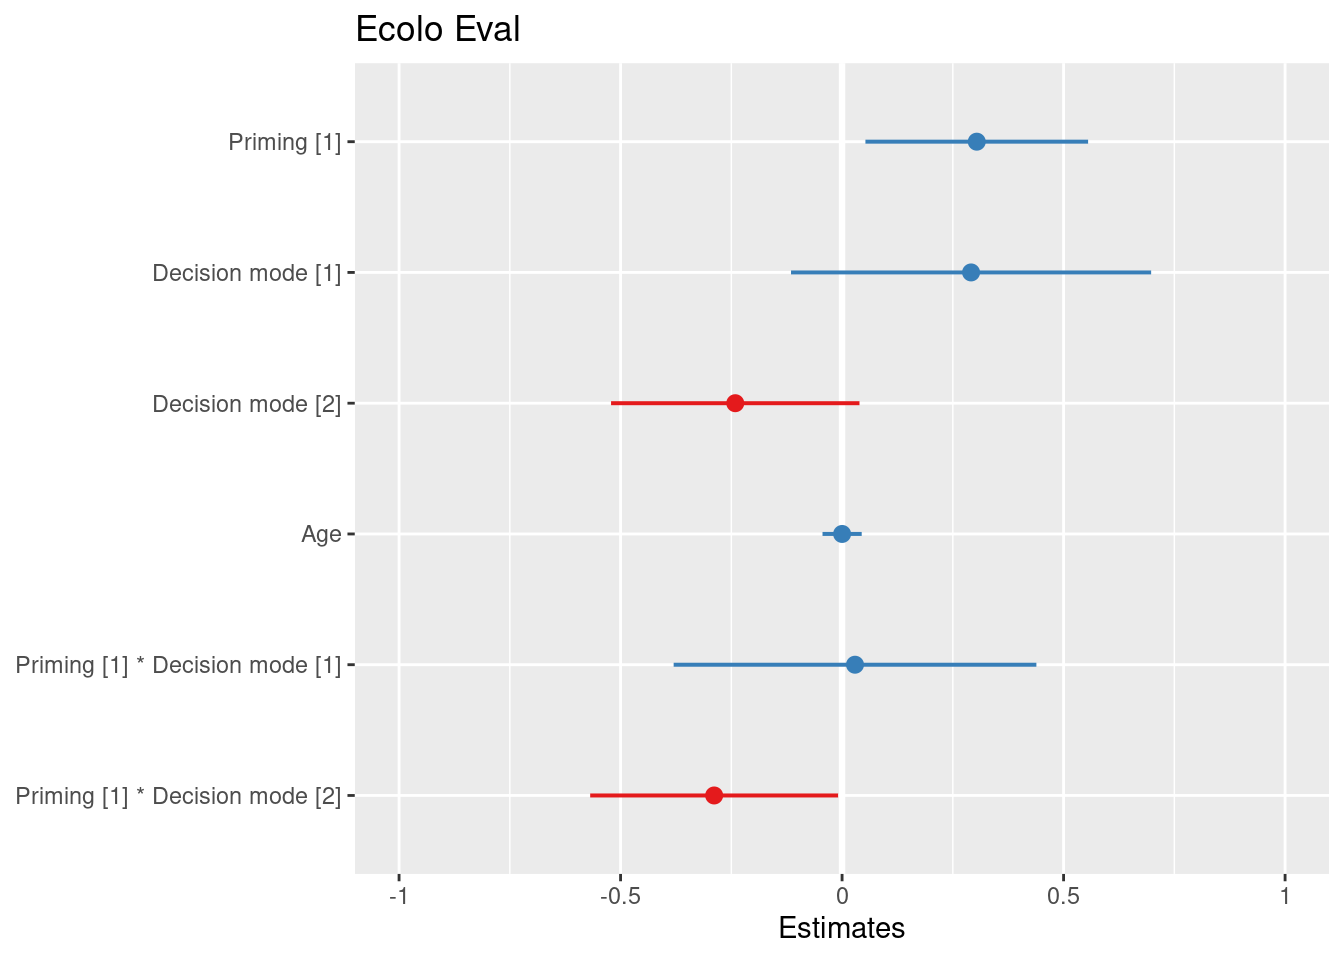 Ecolo Eval
Priming [1]
Decision mode [1]
Decision mode [2]
Age
Priming [1] * Decision mode [1]
Priming [1] * Decision mode [2]
-1 -0.5 0 0.5 1
Estimates